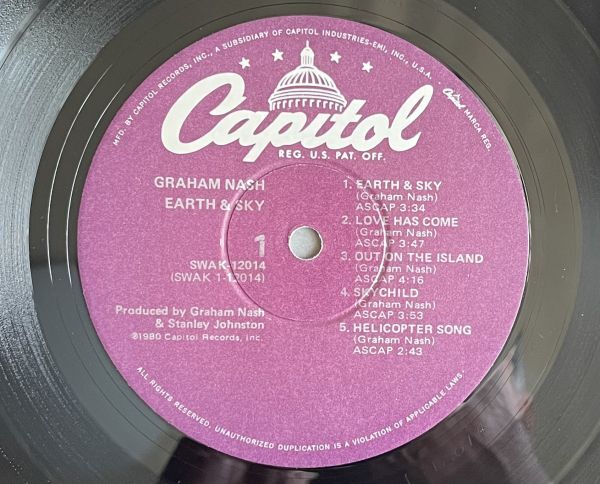 MFD. BY CAPITOL RECORDS, INC., A SUBSIDIARY OF CAPITOL INDUSTRIES-EMI, INC., U.S.A.
Capitol MARCA REG.
Capitol
REG. U.S. PAT. OFF.
GRAHAM NASH
EARTH & SKY
1
SWAK-12014
(SWAK 1-12014)
Produced by Graham Nash
& Stanley Johnston
℗1980 Capitol Records, Inc.
1. EARTH & SKY
(Graham Nash)
ASCAP 3:34
2. LOVE HAS COME
(Graham Nash)
ASCAP 3:47
3. OUT ON THE ISLAND
(Graham Nash)
ASCAP 4:16
4. SKYCHILD
(Graham Nash)
ASCAP 3:53
5. HELICOPTER SONG
(Graham Nash)
ASCAP 2:43
ALL RIGHTS RESERVED. UNAUTHORIZED DUPLICATION IS A VIOLATION OF APPLICABLE LAWS.